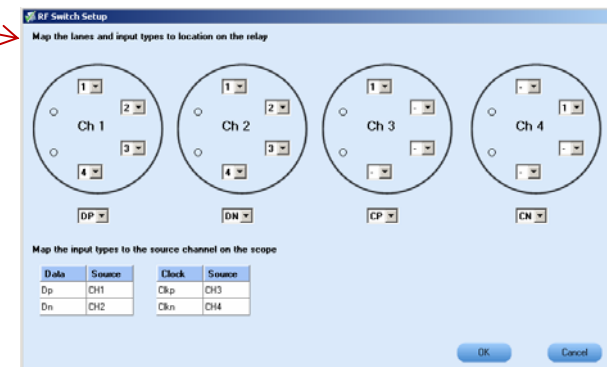 RF Switch Setup
Map the lanes and input types to location on the relay
1 1 1 -
2 2 - 1
Ch 1 Ch 2 Ch 3 Ch 4
3 3 - -
4 4 - -
DP DN CP CN
Map the input types to the source channel on the scope
Data Source Clock Source
Dp CH1 Clkp CH3
Dn CH2 Clkn CH4
OK Cancel